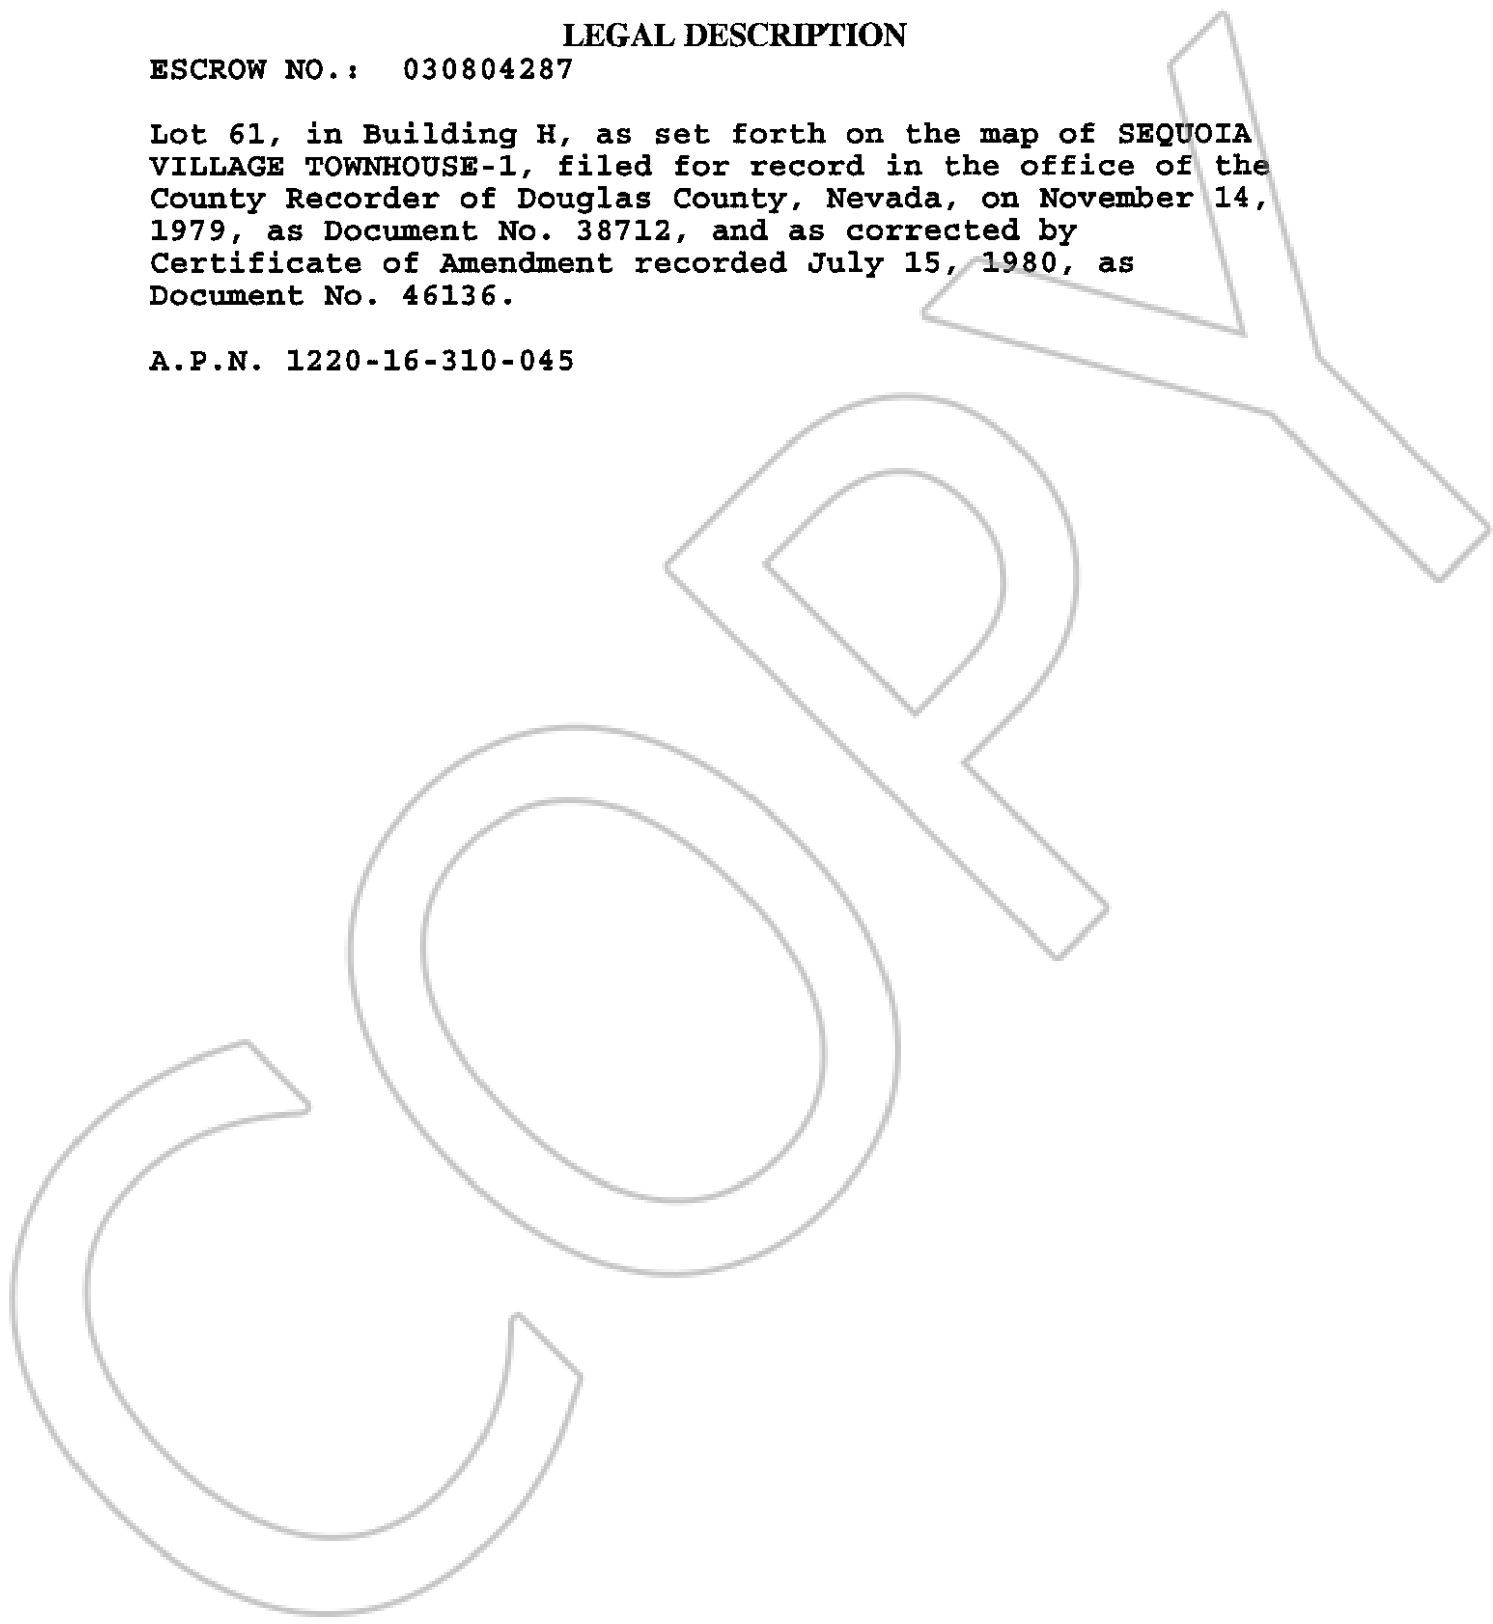 LEGAL DESCRIPTION
ESCROW NO.: 030804287
Lot 61, in Building H, as set forth on the map of SEQUOIA
VILLAGE TOWNHOUSE-1, filed for record in the office of the
County Recorder of Douglas County, Nevada, on November 14,
1979, as Document No. 38712, and as corrected by
Certificate of Amendment recorded July 15, 1980, as
Document No. 46136.
A.P.N. 1220-16-310-045
COPY